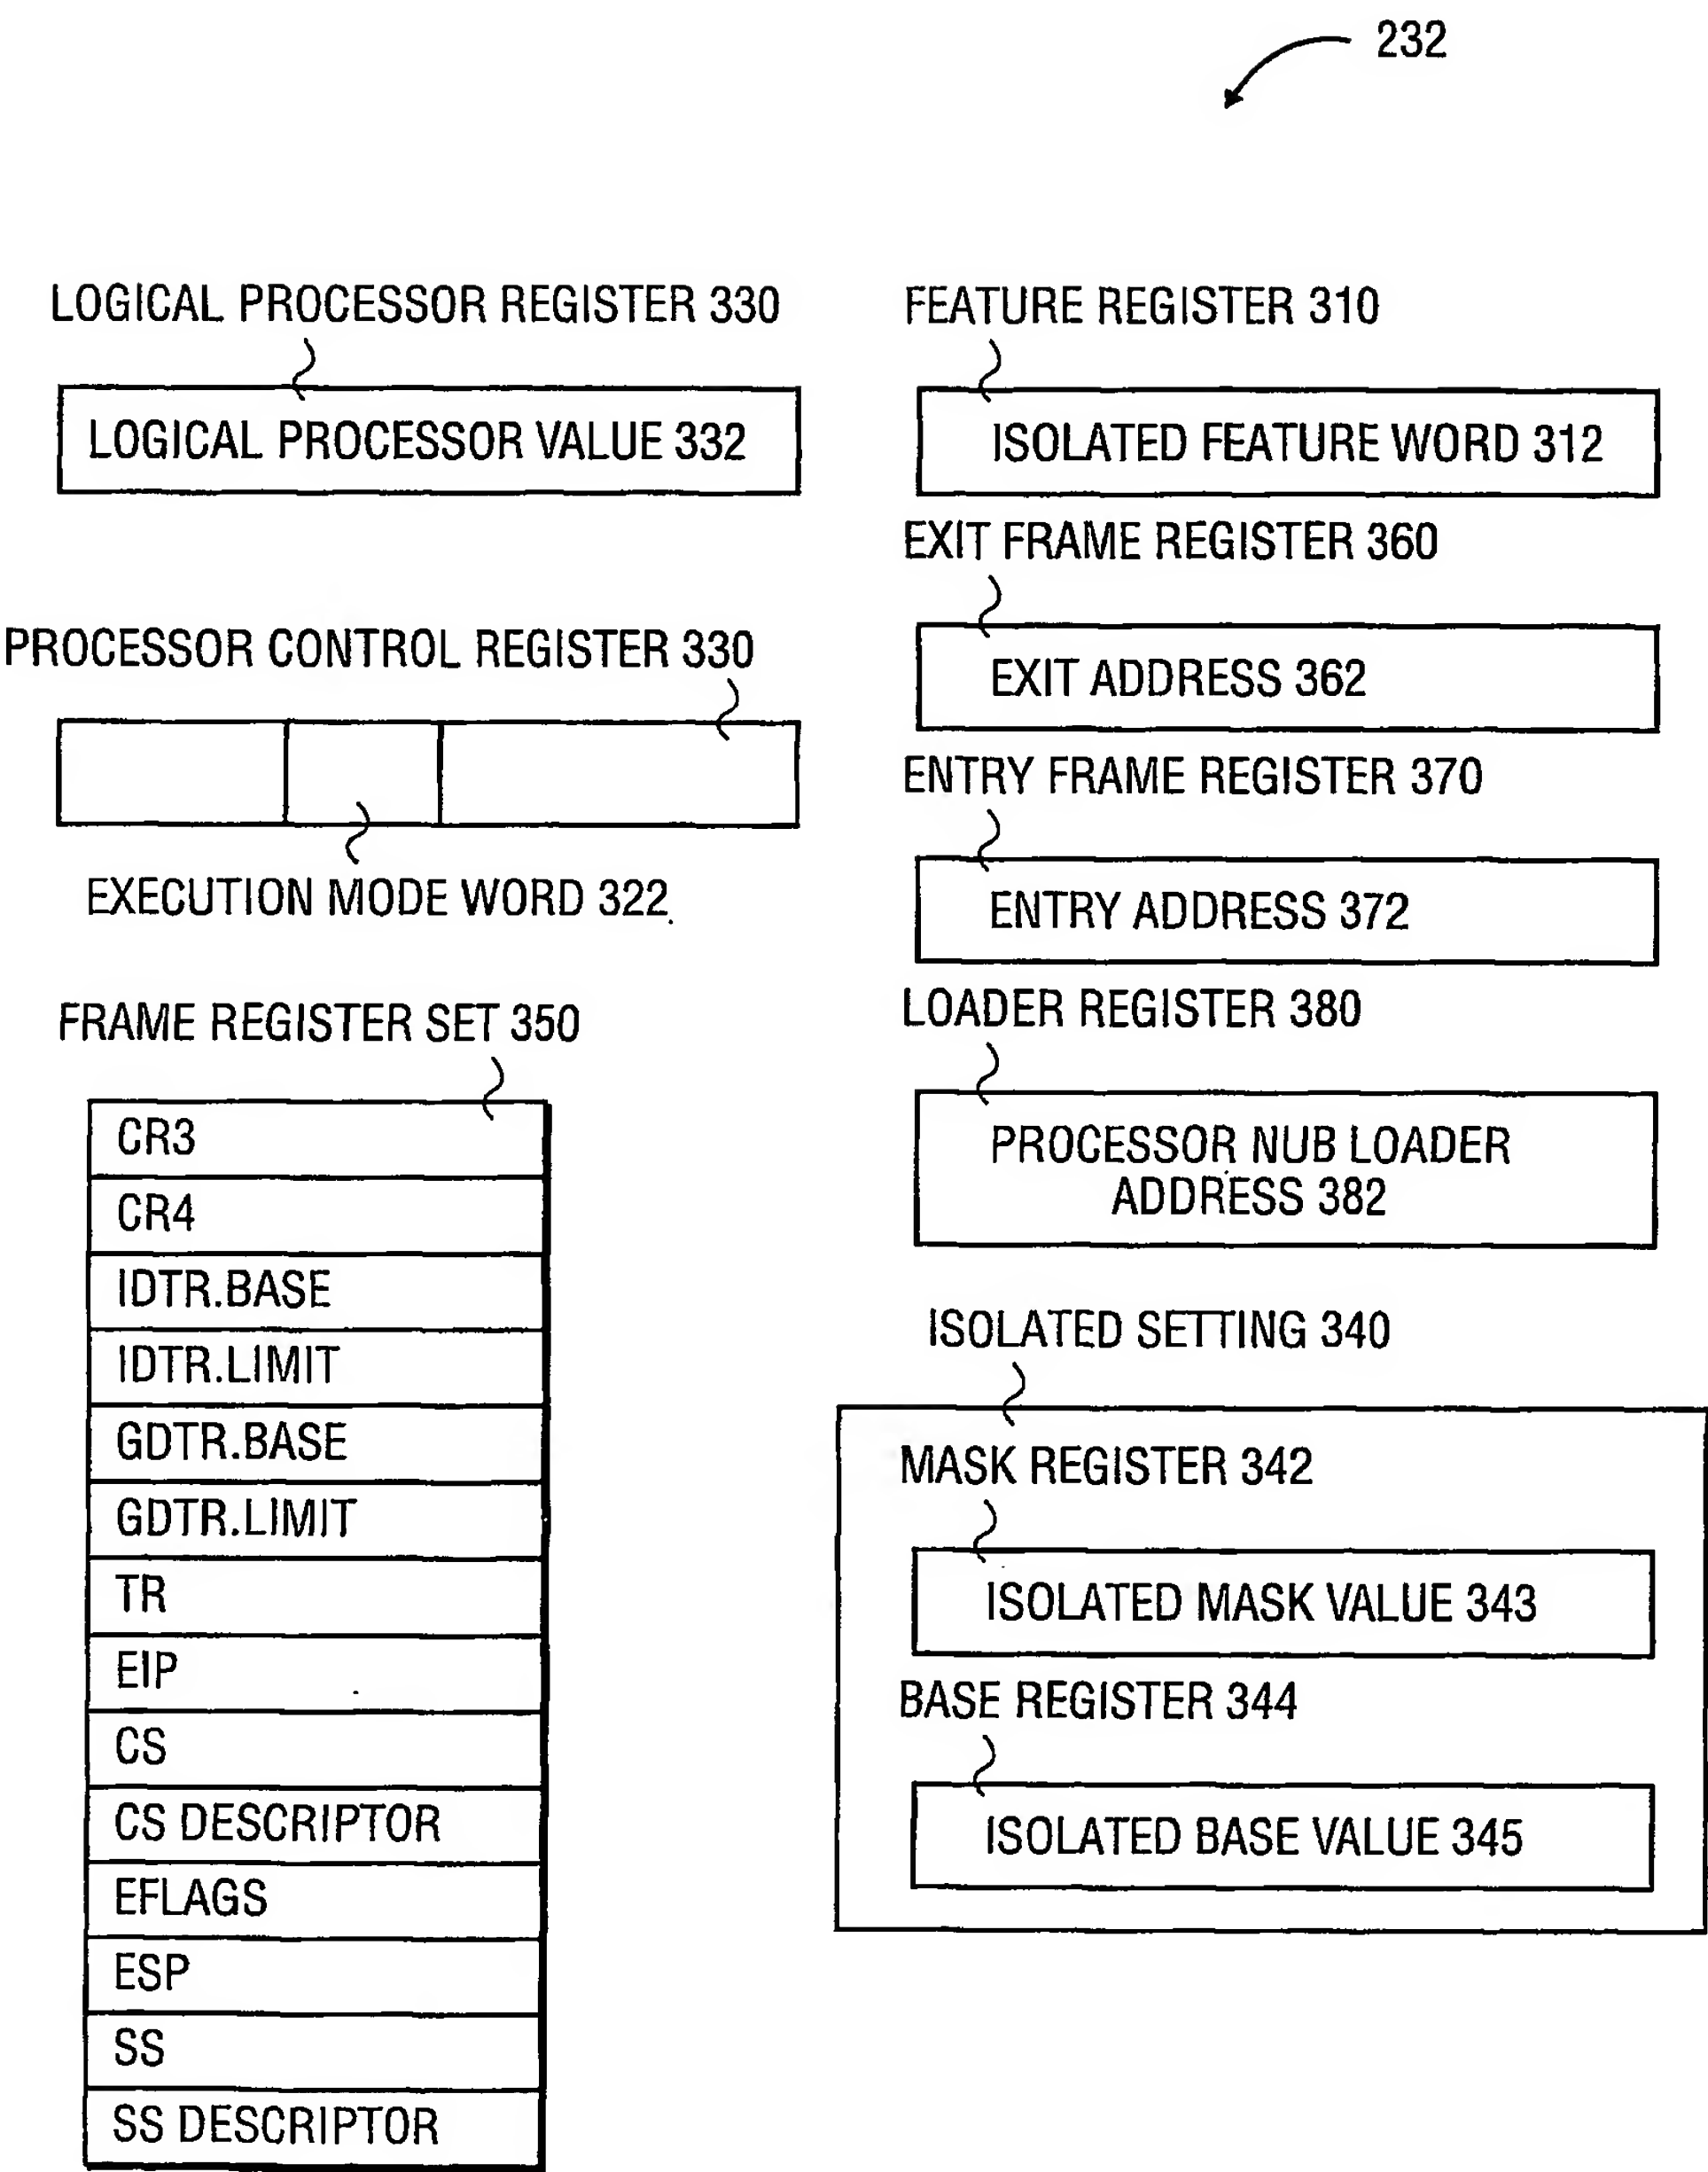 232
LOGICAL PROCESSOR REGISTER 330
LOGICAL PROCESSOR VALUE 332
PROCESSOR CONTROL REGISTER 330
EXECUTION MODE WORD 322
FRAME REGISTER SET 350
CR3
CR4
IDTR.BASE
IDTR.LIMIT
GDTR.BASE
GDTR.LIMIT
TR
EIP
CS
CS DESCRIPTOR
EFLAGS
ESP
SS
SS DESCRIPTOR
FEATURE REGISTER 310
ISOLATED FEATURE WORD 312
EXIT FRAME REGISTER 360
EXIT ADDRESS 362
ENTRY FRAME REGISTER 370
ENTRY ADDRESS 372
LOADER REGISTER 380
PROCESSOR NUB LOADER
ADDRESS 382
ISOLATED SETTING 340
MASK REGISTER 342
ISOLATED MASK VALUE 343
BASE REGISTER 344
ISOLATED BASE VALUE 345